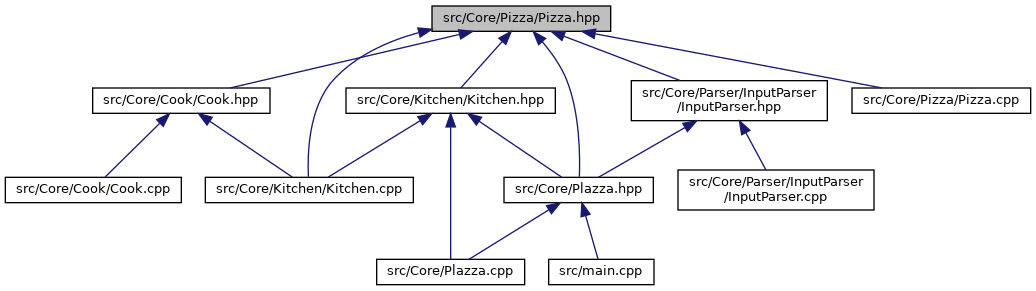 src/Core/Pizza/Pizza.hpp
src/Core/Cook/Cook.hpp
src/Core/Kitchen/Kitchen.hpp
src/Core/Parser/InputParser
/InputParser.hpp
src/Core/Pizza/Pizza.cpp
src/Core/Cook/Cook.cpp
src/Core/Kitchen/Kitchen.cpp
src/Core/Plazza.hpp
src/Core/Parser/InputParser
/InputParser.cpp
src/Core/Plazza.cpp
src/main.cpp